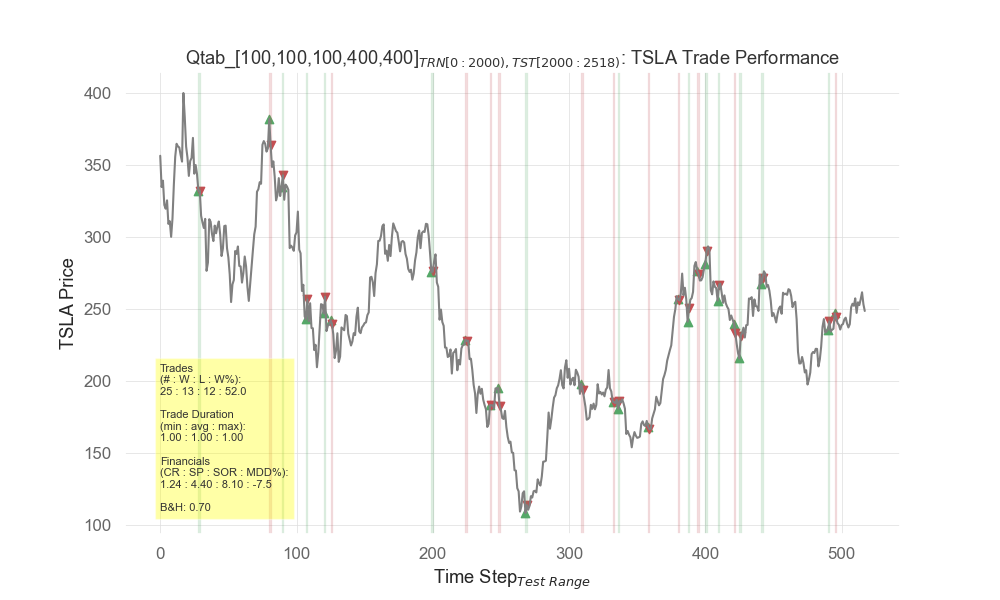 Qtab_[100,100,100,400,400]TRN[0 : 2000), TST[2000 : 2518): TSLA Trade Performance
TSLA Price
400
350
300
250
200
150
100
Trades
(# : W : L : W%):
25 : 13 : 12 : 52.0
Trade Duration
(min : avg : max):
1.00 : 1.00 : 1.00
Financials
(CR : SP : SOR : MDD%):
1.24 : 4.40 : 8.10 : -7.5
B&H: 0.70
0 100 200 300 400 500
Time StepTest Range